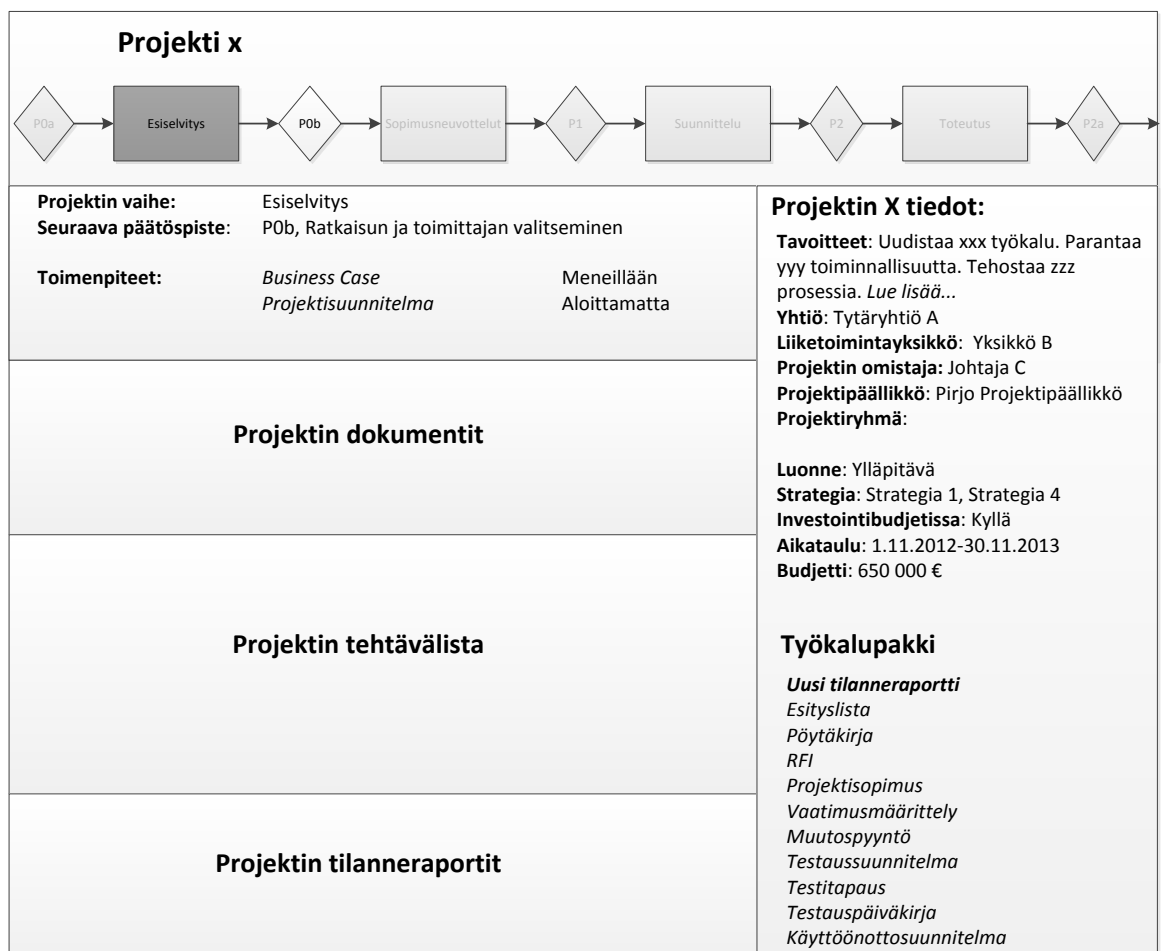 Projekti x
P0a
Esiselvitys
P0b
Sopimusneuvottelut
P1
Suunnittelu
P2
Toteutus
P2a
Projektin vaihe: Esiselvitys
Seuraava päätöspiste: P0b, Ratkaisun ja toimittajan valitseminen
Toimenpiteet: Business Case Meneillään
Projektisuunnitelma Aloittamatta
Projektin dokumentit
Projektin tehtävälista
Projektin tilanneraportit
Projektin X tiedot:
Tavoitteet: Uudistaa xxx työkalu. Parantaa
yyy toiminnallisuutta. Tehostaa zzz
prosessia. Lue lisää...
Yhtiö: Tytäryhtiö A
Liiketoimintayksikkö: Yksikkö B
Projektin omistaja: Johtaja C
Projektipäällikkö: Pirjo Projektipäällikkö
Projektiryhmä:
Luonne: Ylläpitävä
Strategia: Strategia 1, Strategia 4
Investointibudjetissa: Kyllä
Aikataulu: 1.11.2012-30.11.2013
Budjetti: 650 000 €
Työkalupakki
Uusi tilanneraportti
Esityslista
Pöytäkirja
RFI
Projektisopimus
Vaatimusmäärittely
Muutospyyntö
Testaussuunnitelma
Testitapaus
Testauspäiväkirja
Käyttöönottosuunnitelma